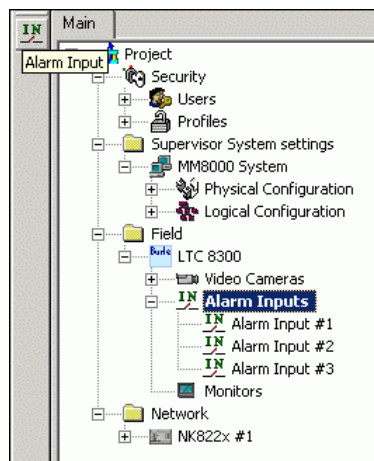 IN
Main
Alarm Input
Project
Security
Users
Profiles
Supervisor System settings
MM8000 System
Physical Configuration
Logical Configuration
Field
Burle LTC 8300
Video Cameras
IN Alarm Inputs
IN Alarm Input #1
IN Alarm Input #2
IN Alarm Input #3
Monitors
Network
NK822x #1